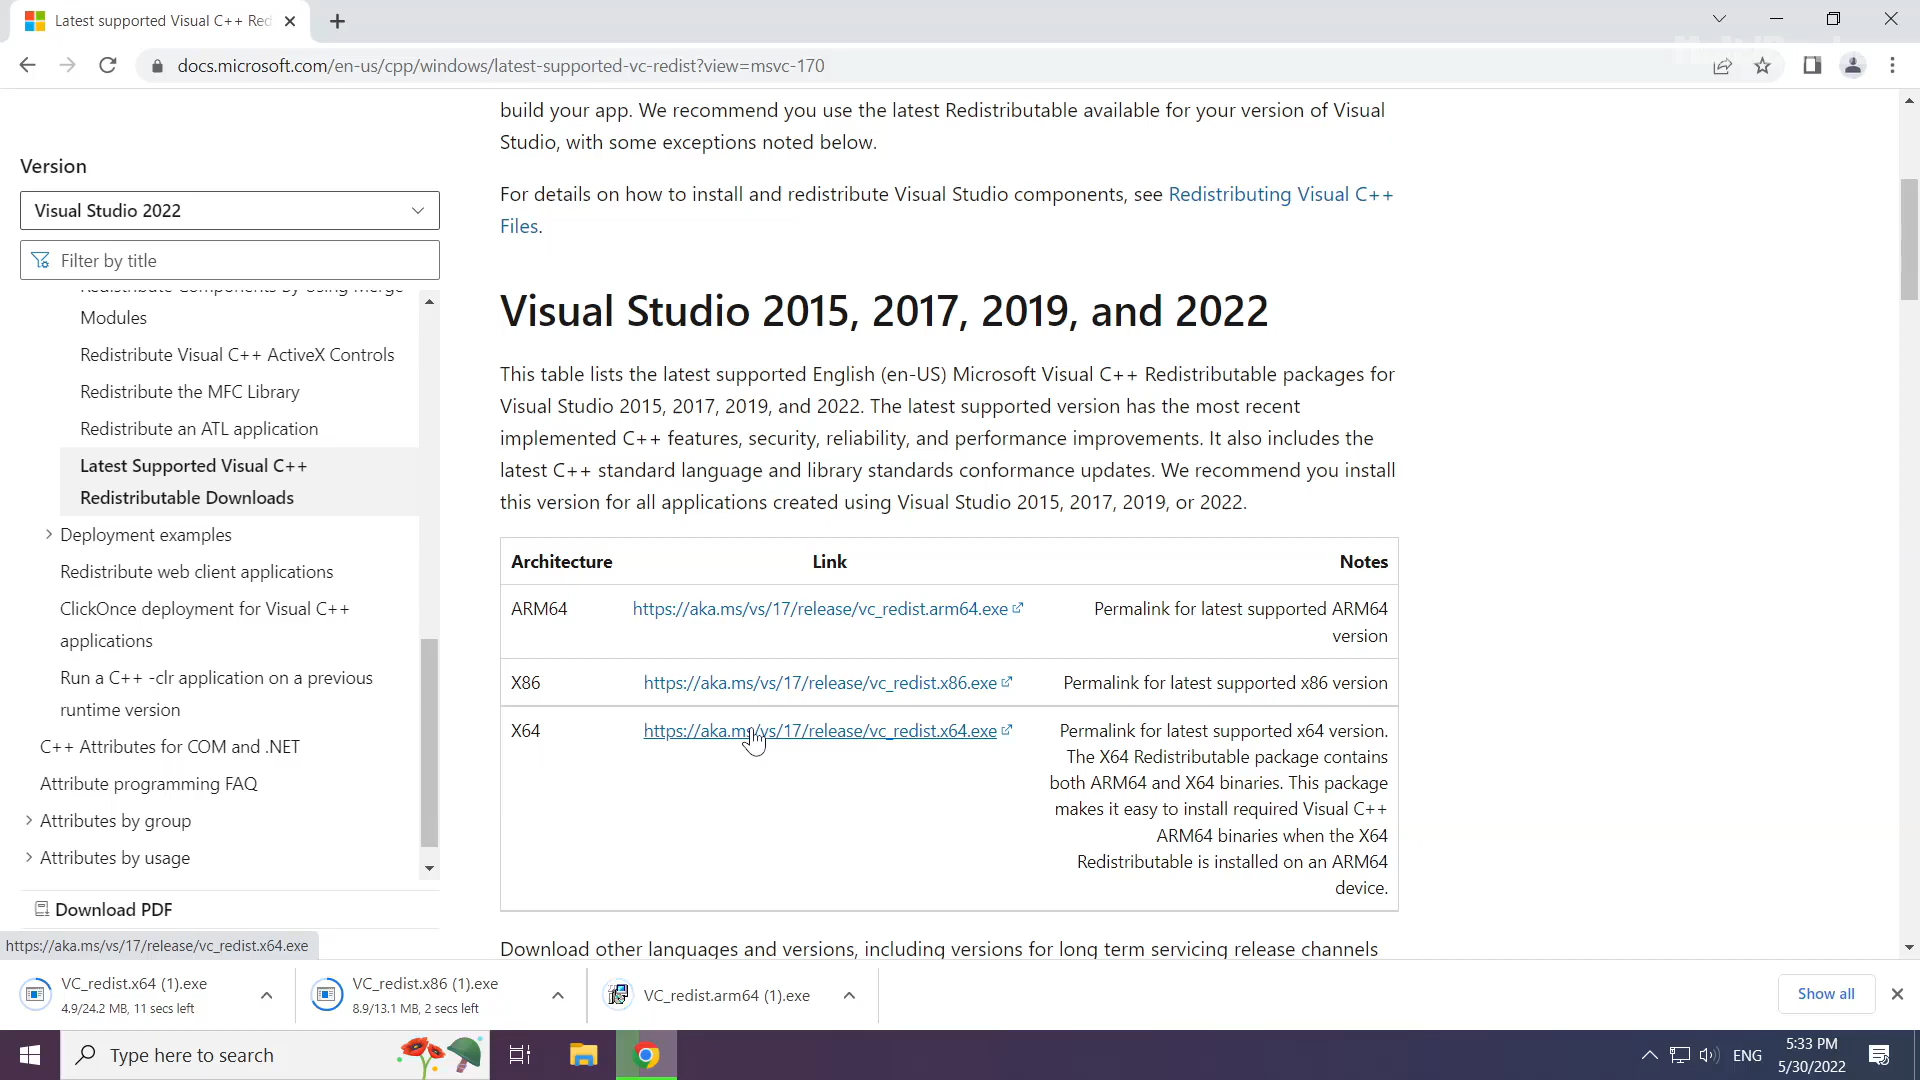 Latest supported Visual C++ Red
docs.microsoft.com/en-us/cpp/windows/latest-supported-vc-redist?view=msvc-170
Version
Visual Studio 2022
Filter by title
Redistribute Components By Using Merge
Modules
Redistribute Visual C++ ActiveX Controls
Redistribute the MFC Library
Redistribute an ATL application
Latest Supported Visual C++
Redistributable Downloads
Deployment examples
Redistribute web client applications
ClickOnce deployment for Visual C++
applications
Run a C++ -clr application on a previous
runtime version
C++ Attributes for COM and .NET
Attribute programming FAQ
Attributes by group
Attributes by usage
Download PDF
https://aka.ms/vs/17/release/vc_redist.x64.exe
build your app. We recommend you use the latest Redistributable available for your version of Visual
Studio, with some exceptions noted below.
For details on how to install and redistribute Visual Studio components, see Redistributing Visual C++
Files.
Visual Studio 2015, 2017, 2019, and 2022
This table lists the latest supported English (en-US) Microsoft Visual C++ Redistributable packages for
Visual Studio 2015, 2017, 2019, and 2022. The latest supported version has the most recent
implemented C++ features, security, reliability, and performance improvements. It also includes the
latest C++ standard language and library standards conformance updates. We recommend you install
this version for all applications created using Visual Studio 2015, 2017, 2019, or 2022.
Architecture Link Notes
ARM64 https://aka.ms/vs/17/release/vc_redist.arm64.exe Permalink for latest supported ARM64
version
X86 https://aka.ms/vs/17/release/vc_redist.x86.exe Permalink for latest supported x86 version
X64 https://aka.ms/vs/17/release/vc_redist.x64.exe Permalink for latest supported x64 version.
The X64 Redistributable package contains
both ARM64 and X64 binaries. This package
makes it easy to install required Visual C++
ARM64 binaries when the X64
Redistributable is installed on an ARM64
device.
Download other languages and versions, including versions for long term servicing release channels
VC_redist.x64 (1).exe
4.9/24.2 MB, 11 secs left
VC_redist.x86 (1).exe
8.9/13.1 MB, 2 secs left
VC_redist.arm64 (1).exe
Show all
Type here to search
ENG
5:33 PM
5/30/2022